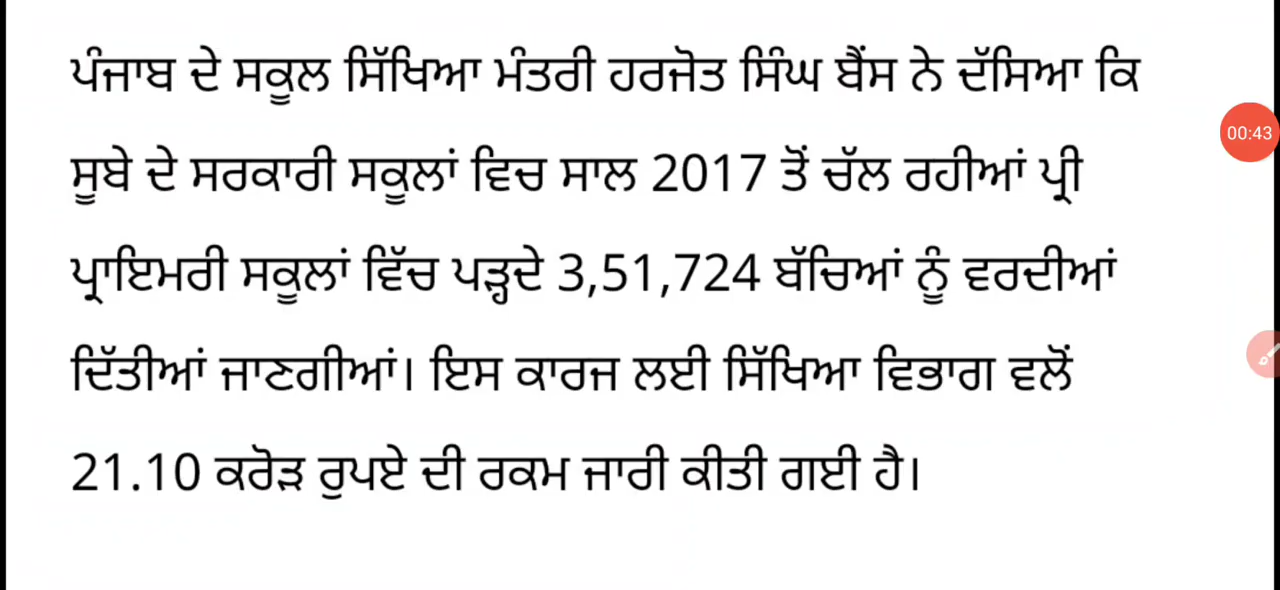 ਪੰਜਾਬ ਦੇ ਸਕੂਲ ਸਿੱਖਿਆ ਮੰਤਰੀ ਹਰਜੋਤ ਸਿੰਘ ਬੈਂਸ ਨੇ ਦੱਸਿਆ ਕਿ
00:43
ਸੂਬੇ ਦੇ ਸਰਕਾਰੀ ਸਕੂਲਾਂ ਵਿਚ ਸਾਲ 2017 ਤੋਂ ਚੱਲ ਰਹੀਆਂ ਪ੍ਰੀ
ਪ੍ਰਾਇਮਰੀ ਸਕੂਲਾਂ ਵਿੱਚ ਪੜ੍ਹਦੇ 3,51,724 ਬੱਚਿਆਂ ਨੂੰ ਵਰਦੀਆਂ
ਦਿੱਤੀਆਂ ਜਾਣਗੀਆਂ। ਇਸ ਕਾਰਜ ਲਈ ਸਿੱਖਿਆ ਵਿਭਾਗ ਵਲੋਂ
21.10 ਕਰੋੜ ਰੁਪਏ ਦੀ ਰਕਮ ਜਾਰੀ ਕੀਤੀ ਗਈ ਹੈ।